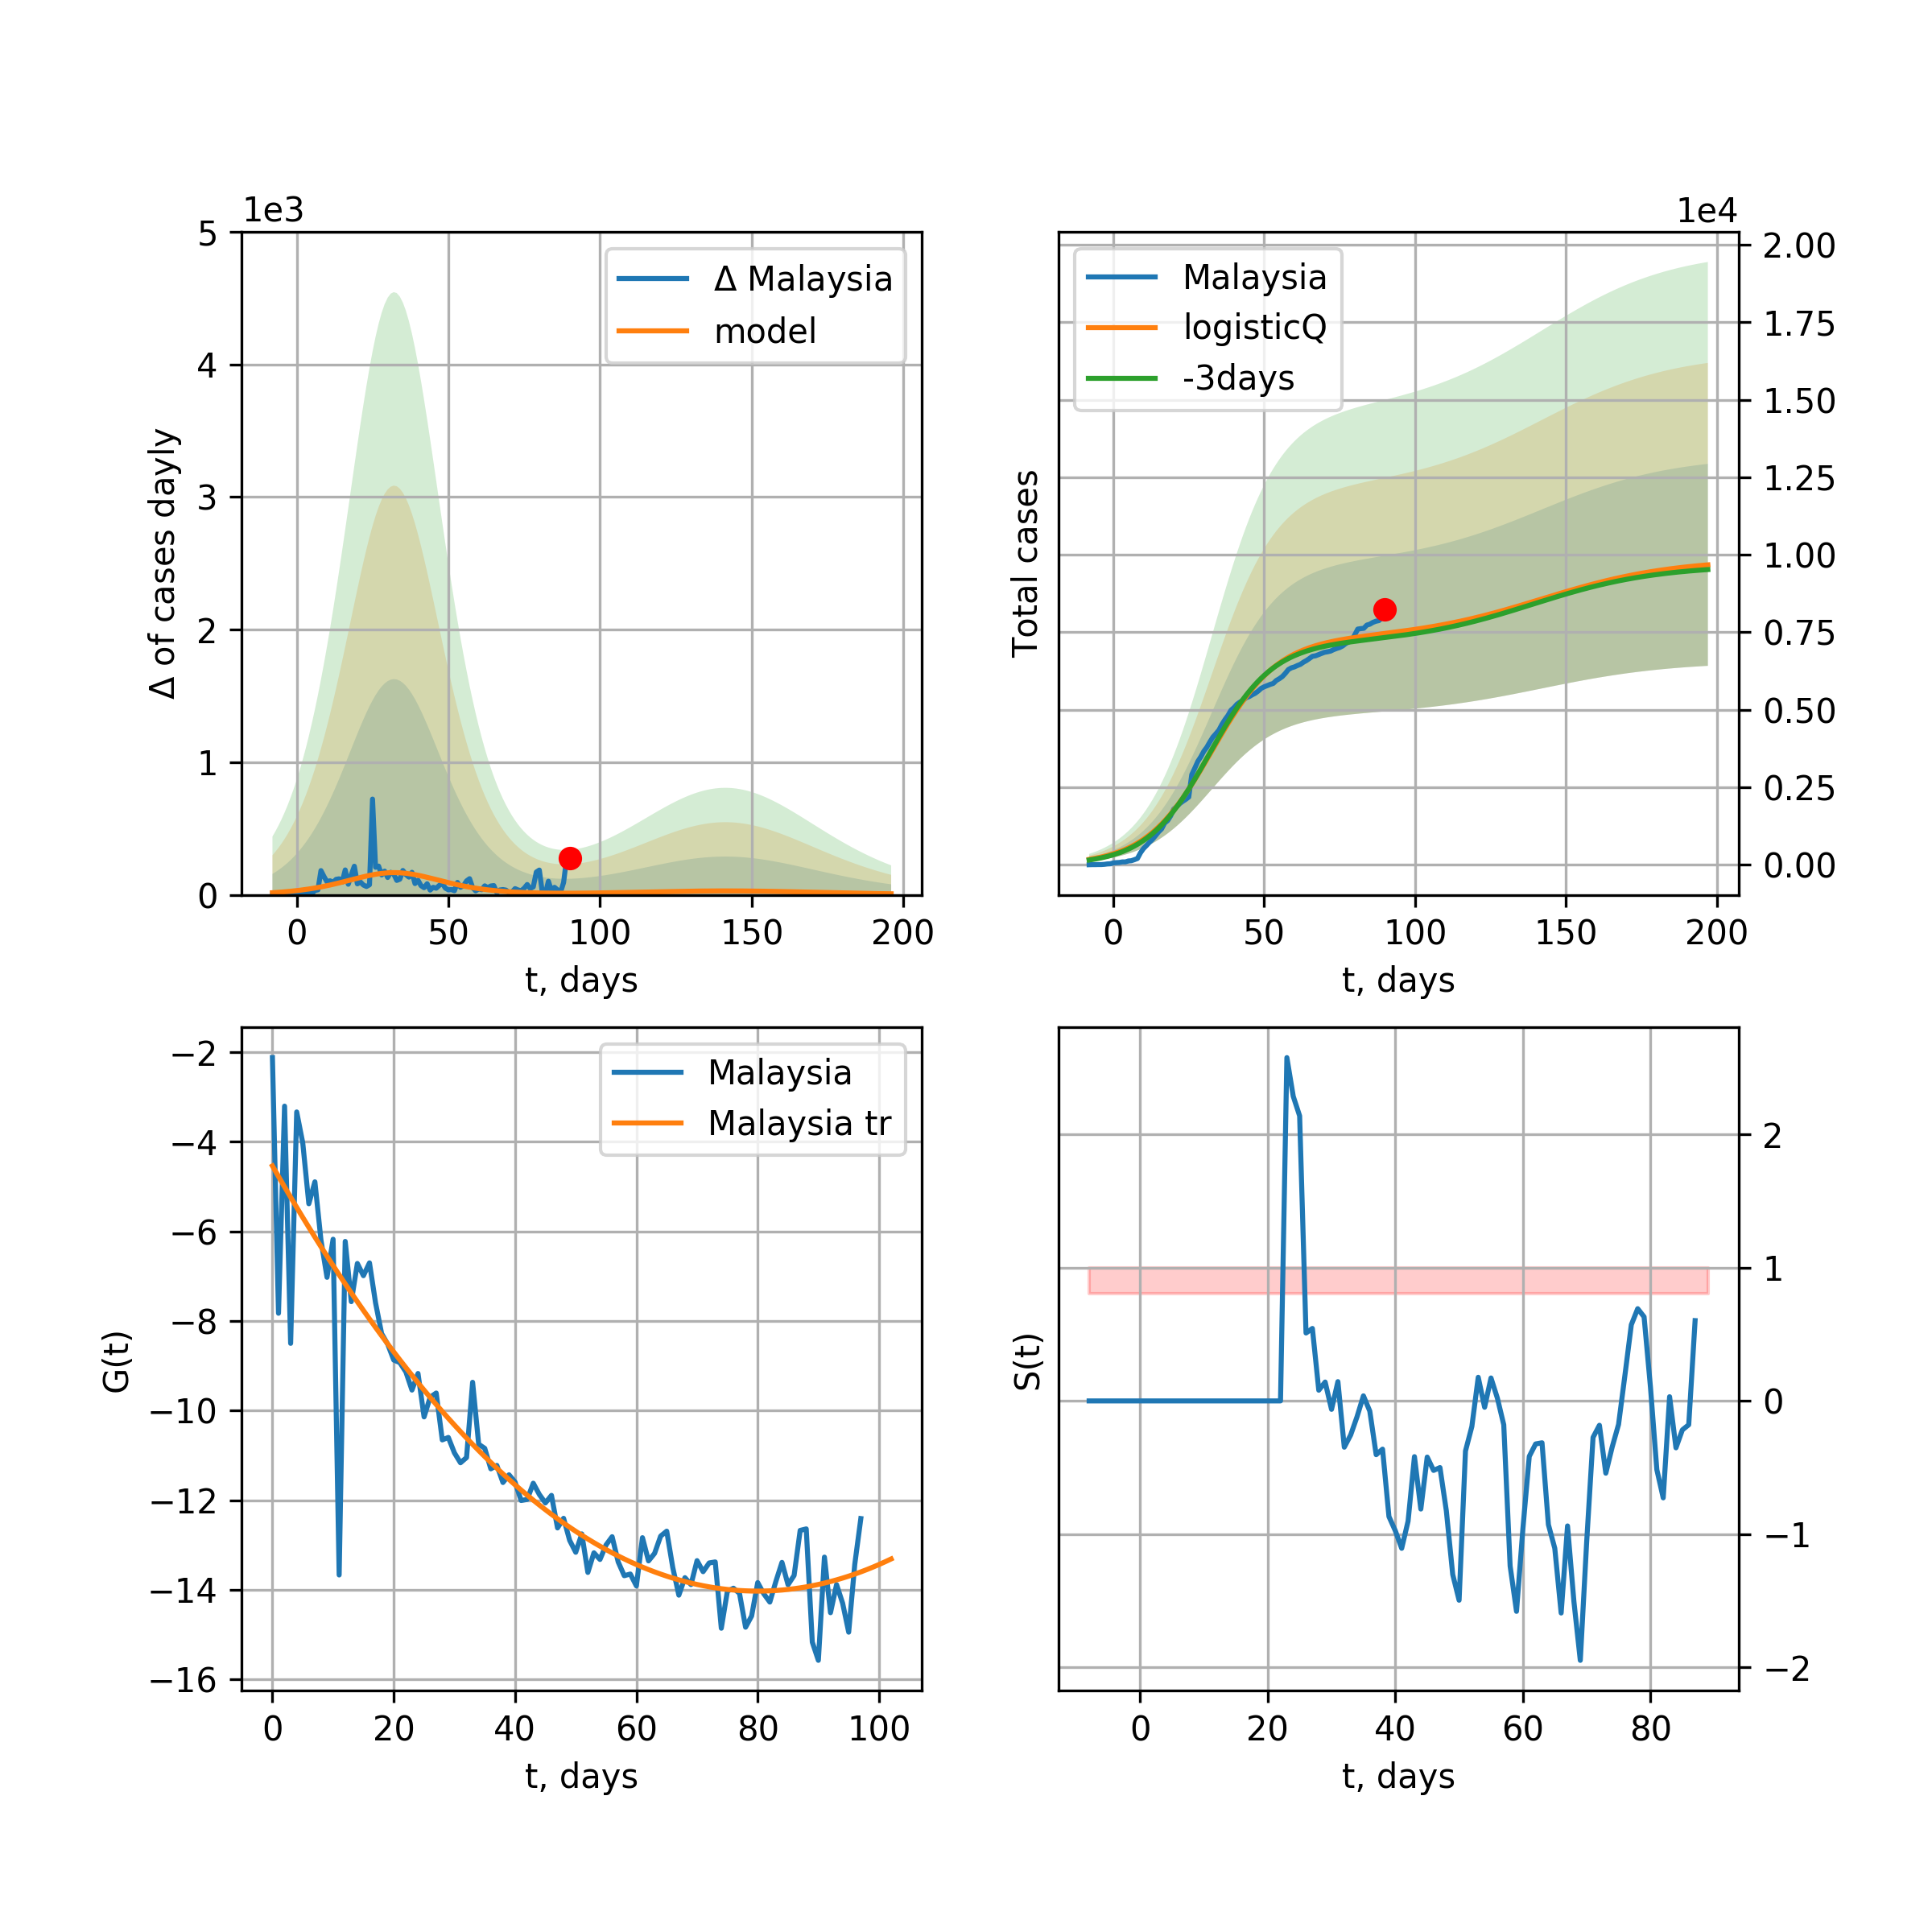 1e3
5
4
3
2
1
0
Δ of cases dayly
Δ Malaysia
model
0 50 100 150 200
t, days
1e4
2.00
1.75
1.50
1.25
1.00
0.75
0.50
0.25
0.00
Total cases
Malaysia
logisticQ
-3days
0 50 100 150 200
t, days
−2
−4
−6
−8
−10
−12
−14
−16
G(t)
Malaysia
Malaysia tr
0 20 40 60 80 100
t, days
2
1
0
−1
−2
S(t)
0 20 40 60 80
t, days